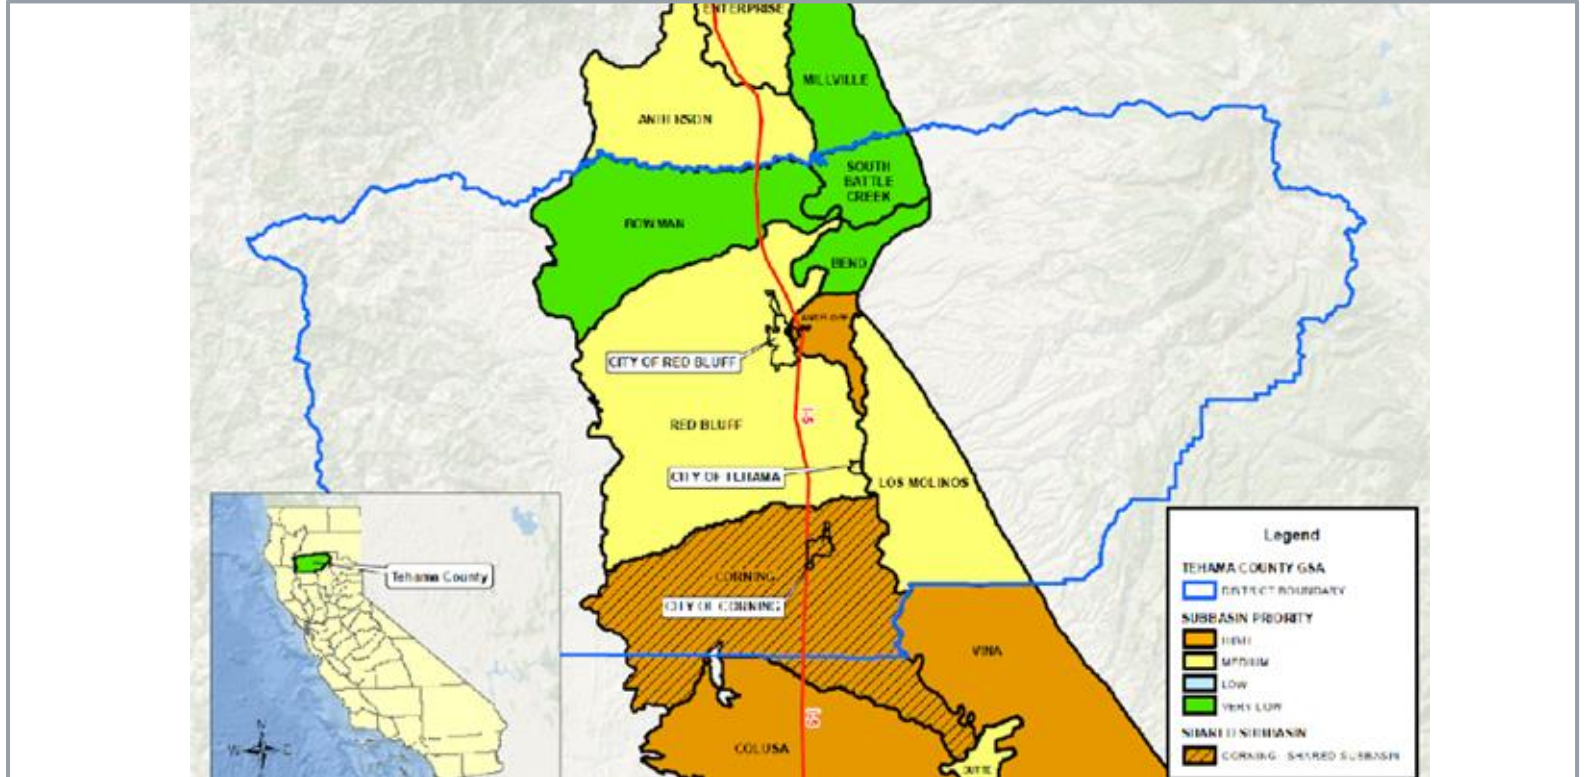 ENTERPRISE
MILLVILLE
ANDERSON
SOUTH
BATTLE
CREEK
BOWMAN
BEND
ANTELOPE
CITY OF RED BLUFF
I-5
RED BLUFF
CITY OF TEHAMA
LOS MOLINOS
CORNING
CITY OF CORNING
VINA
COLUSA
BUTTE
Tehama County
N
W
E
Legend
TEHAMA COUNTY GSA
DISTRICT BOUNDARY
SUBBASIN PRIORITY
HIGH
MEDIUM
LOW
VERY LOW
SHARED SUBBASIN
CORNING - SHARED SUBBASIN